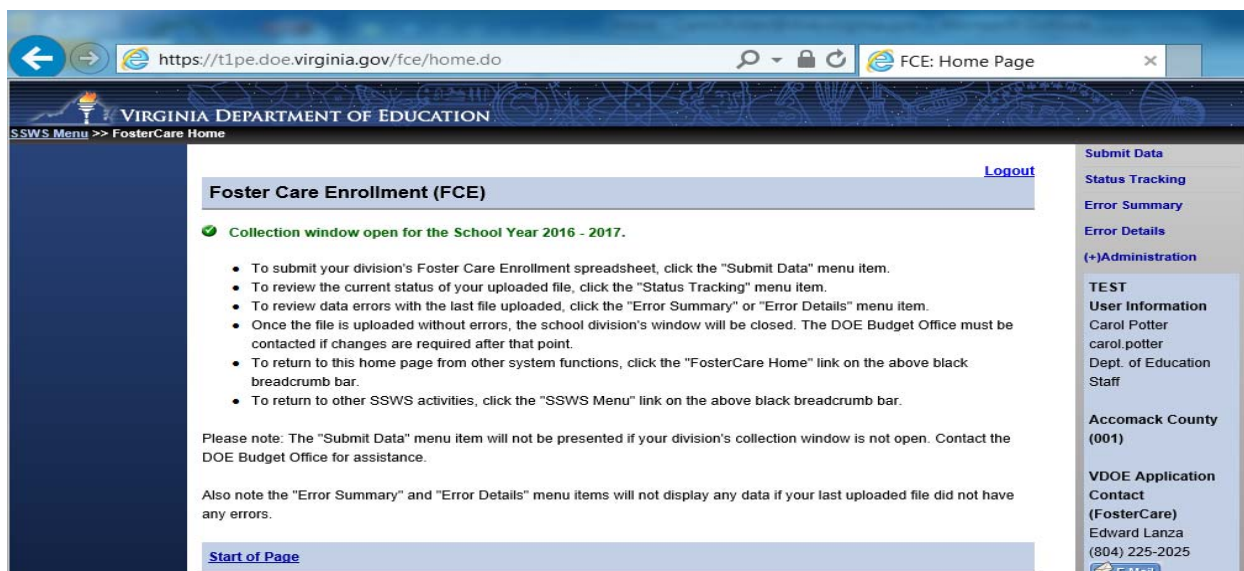 https://t1pe.doe.virginia.gov/fce/home.do
FCE: Home Page
VIRGINIA DEPARTMENT OF EDUCATION
SSWS Menu >> FosterCare Home
Logout
Foster Care Enrollment (FCE)
Collection window open for the School Year 2016 - 2017.
• To submit your division's Foster Care Enrollment spreadsheet, click the "Submit Data" menu item.
• To review the current status of your uploaded file, click the "Status Tracking" menu item.
• To review data errors with the last file uploaded, click the "Error Summary" or "Error Details" menu item.
• Once the file is uploaded without errors, the school division's window will be closed. The DOE Budget Office must be
contacted if changes are required after that point.
• To return to this home page from other system functions, click the "FosterCare Home" link on the above black
breadcrumb bar.
• To return to other SSWS activities, click the "SSWS Menu" link on the above black breadcrumb bar.
Please note: The "Submit Data" menu item will not be presented if your division's collection window is not open. Contact the
DOE Budget Office for assistance.
Also note the "Error Summary" and "Error Details" menu items will not display any data if your last uploaded file did not have
any errors.
Start of Page
Submit Data
Status Tracking
Error Summary
Error Details
(+)Administration
TEST
User Information
Carol Potter
carol.potter
Dept. of Education
Staff
Accomack County
(001)
VDOE Application
Contact
(FosterCare)
Edward Lanza
(804) 225-2025
E-Mail